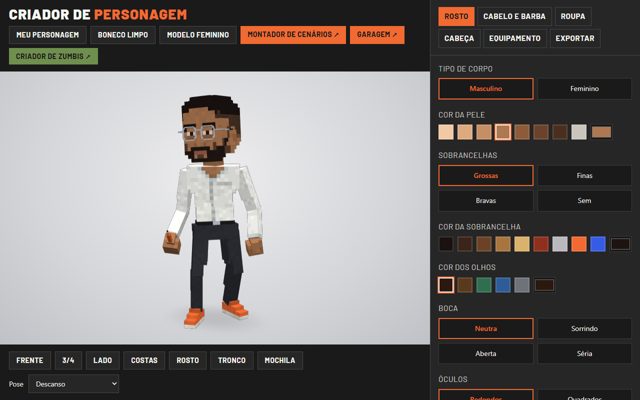 CRIADOR DE PERSONAGEM
MEU PERSONAGEM BONECO LIMPO MODELO FEMININO MONTADOR DE CENÁRIOS ↗ GARAGEM ↗
CRIADOR DE ZUMBIS ↗
FRENTE 3/4 LADO COSTAS ROSTO TRONCO MOCHILA
Pose Descanso
ROSTO CABELO E BARBA ROUPA
CABEÇA EQUIPAMENTO EXPORTAR
TIPO DE CORPO
Masculino Feminino
COR DA PELE
SOBRANCELHAS
Grossas Finas
Bravas Sem
COR DA SOBRANCELHA
COR DOS OLHOS
BOCA
Neutra Sorrindo
Aberta Séria
ÓCULOS
Redondos Quadrados